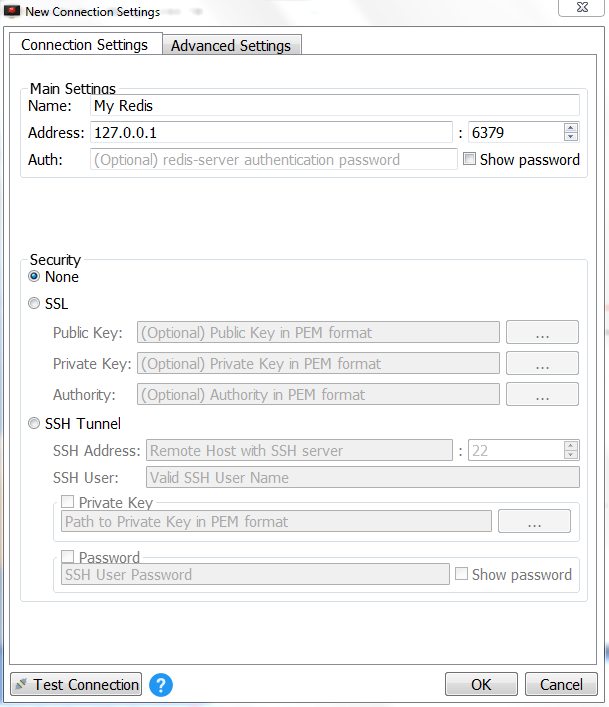 New Connection Settings
Connection Settings Advanced Settings
Main Settings
Name: My Redis
Address: 127.0.0.1 : 6379
Auth: (Optional) redis-server authentication password Show password
Security
None
SSL
Public Key: (Optional) Public Key in PEM format ...
Private Key: (Optional) Private Key in PEM format ...
Authority: (Optional) Authority in PEM format ...
SSH Tunnel
SSH Address: Remote Host with SSH server : 22
SSH User: Valid SSH User Name
Private Key
Path to Private Key in PEM format ...
Password
SSH User Password Show password
Test Connection ? OK Cancel